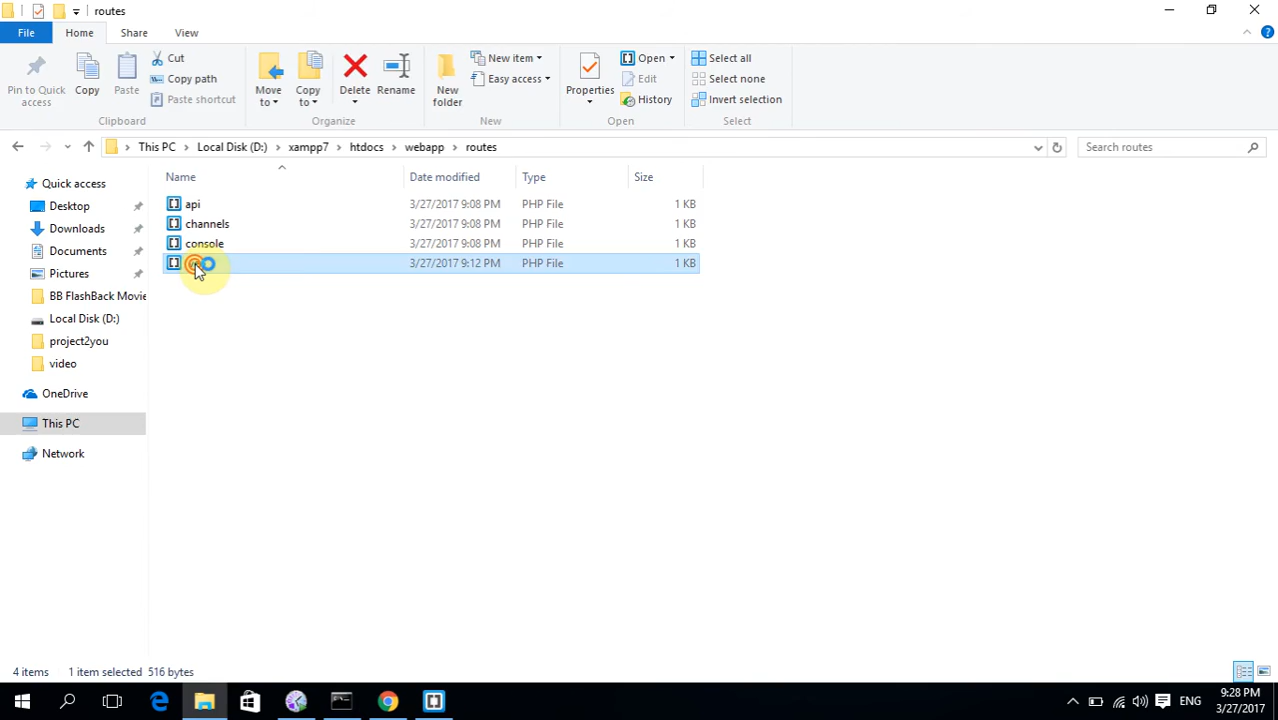 routes
File Home Share View
Pin to Quick access
Copy
Paste
Cut
Copy path
Paste shortcut
Clipboard
Move to
Copy to
Delete
Rename
Organize
New folder
New item
Easy access
New
Properties
Open
Edit
History
Open
Select all
Select none
Invert selection
Select
This PC Local Disk (D:) xampp7 htdocs webapp routes
Search routes
Name Date modified Type Size
api 3/27/2017 9:08 PM PHP File 1 KB
channels 3/27/2017 9:08 PM PHP File 1 KB
console 3/27/2017 9:08 PM PHP File 1 KB
3/27/2017 9:12 PM PHP File 1 KB
Quick access
Desktop
Downloads
Documents
Pictures
BB FlashBack Movie
Local Disk (D:)
project2you
video
OneDrive
This PC
Network
4 items 1 item selected 516 bytes
ENG
9:28 PM
3/27/2017